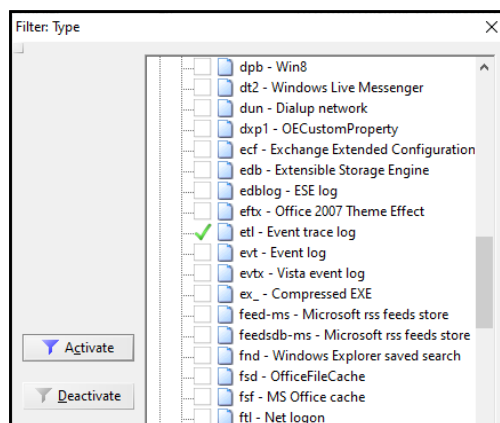 Filter: Type
dpb - Win8
dt2 - Windows Live Messenger
dun - Dialup network
dxp1 - OECustomProperty
ecf - Exchange Extended Configuration
edb - Extensible Storage Engine
edblog - ESE log
eftx - Office 2007 Theme Effect
etl - Event trace log
evt - Event log
evtx - Vista event log
ex_ - Compressed EXE
feed-ms - Microsoft rss feeds store
feedsdb-ms - Microsoft rss feeds store
fnd - Windows Explorer saved search
fsd - OfficeFileCache
fsf - MS Office cache
ftl - Net logon
Activate
Deactivate